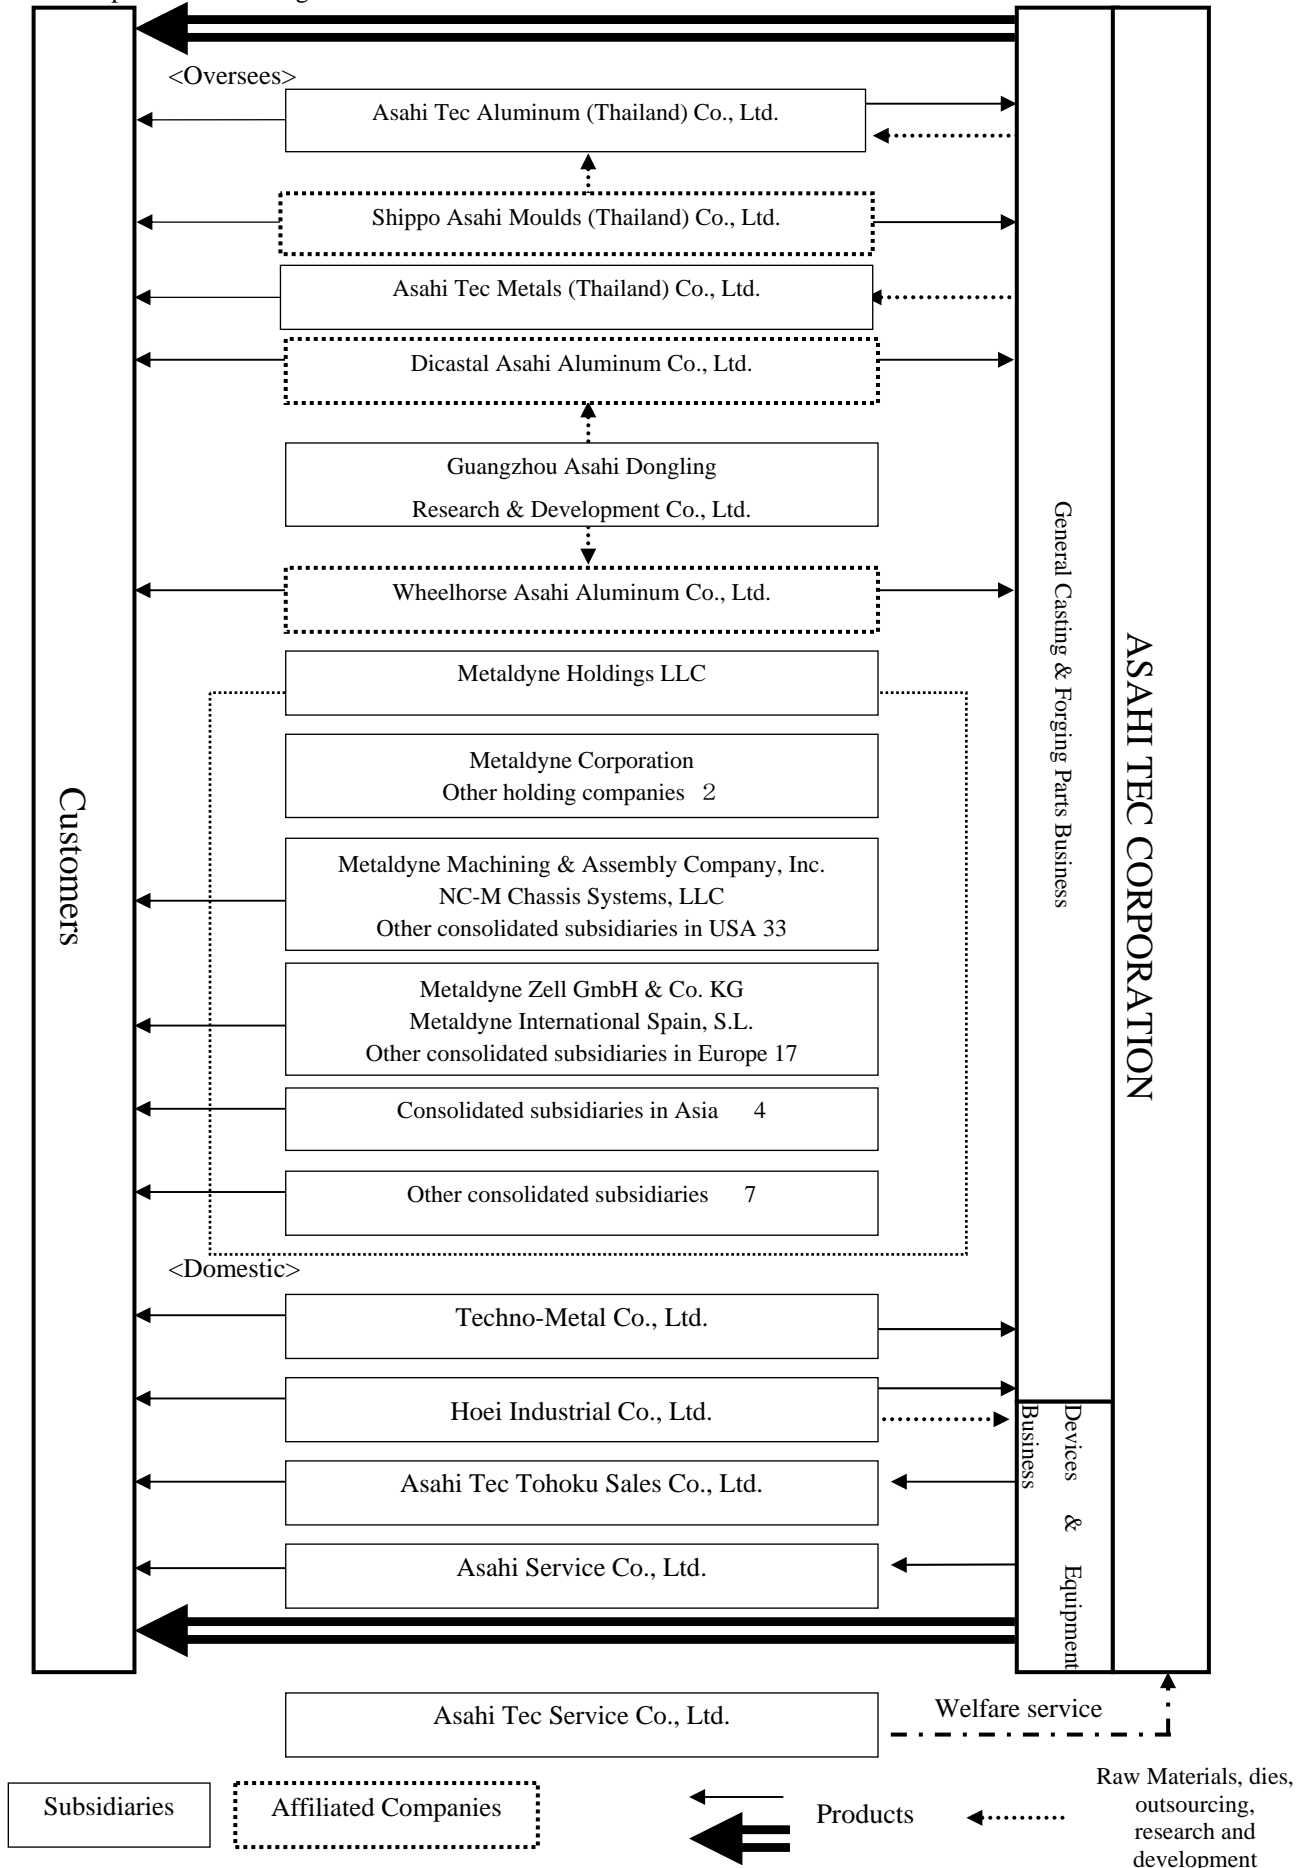 <Oversees>
Asahi Tec Aluminum (Thailand) Co., Ltd.
Shippo Asahi Moulds (Thailand) Co., Ltd.
Asahi Tec Metals (Thailand) Co., Ltd.
Dicastal Asahi Aluminum Co., Ltd.
Guangzhou Asahi Dongling
Research & Development Co., Ltd.
Wheelhorse Asahi Aluminum Co., Ltd.
Metaldyne Holdings LLC
Metaldyne Corporation
Other holding companies 2
Metaldyne Machining & Assembly Company, Inc.
NC-M Chassis Systems, LLC
Other consolidated subsidiaries in USA 33
Metaldyne Zell GmbH & Co. KG
Metaldyne International Spain, S.L.
Other consolidated subsidiaries in Europe 17
Consolidated subsidiaries in Asia 4
Other consolidated subsidiaries 7
<Domestic>
Techno-Metal Co., Ltd.
Hoei Industrial Co., Ltd.
Asahi Tec Tohoku Sales Co., Ltd.
Asahi Service Co., Ltd.
Asahi Tec Service Co., Ltd.
Welfare service
Customers
General Casting & Forging Parts Business
Devices & Equipment
Business
ASAHI TEC CORPORATION
Subsidiaries
Affiliated Companies
Products
Raw Materials, dies,
outsourcing,
research and
development